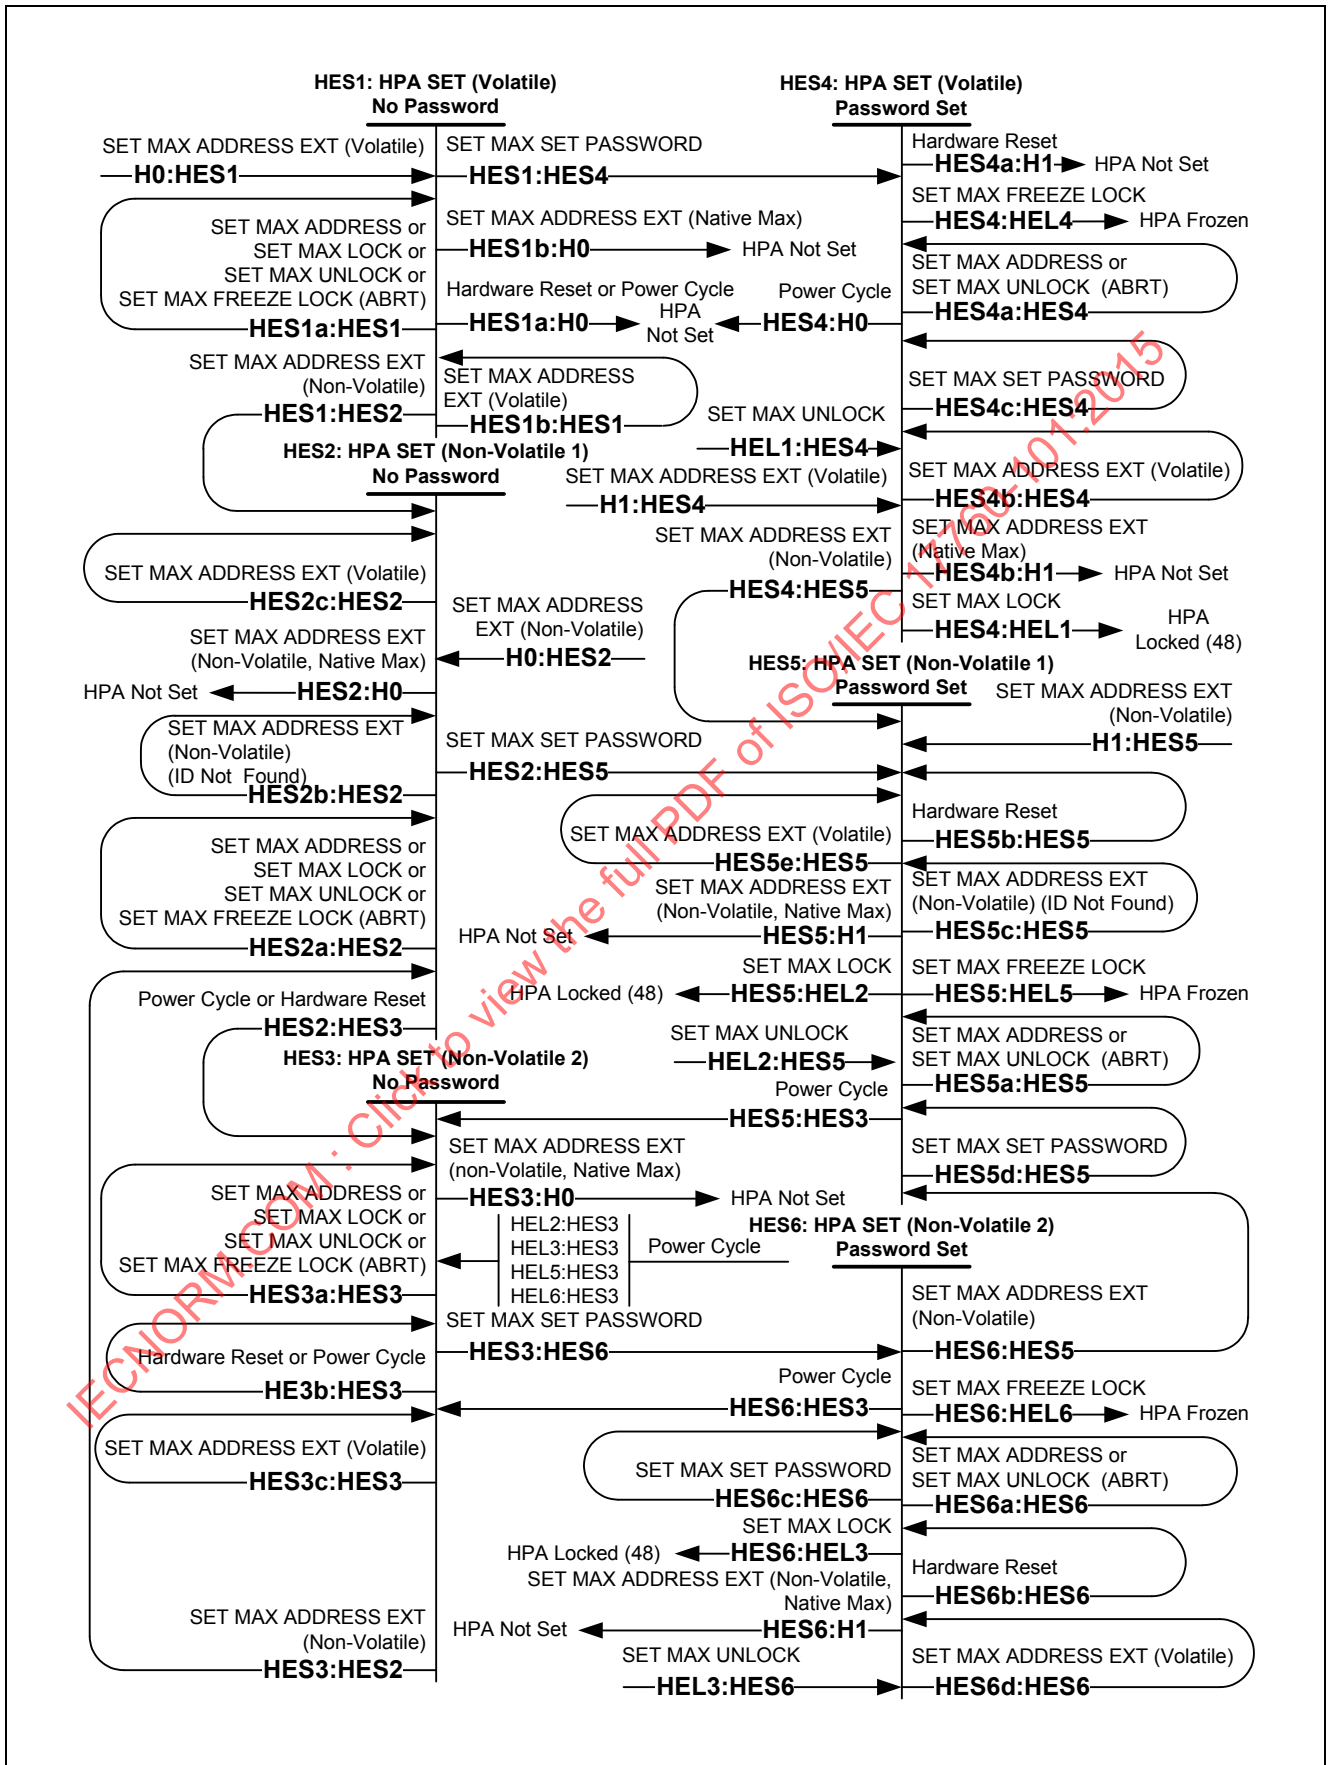 HES1: HPA SET (Volatile)
No Password
SET MAX ADDRESS EXT (Volatile)
H0:HES1
SET MAX SET PASSWORD
HES1:HES4
SET MAX ADDRESS or
SET MAX LOCK or
SET MAX UNLOCK or
SET MAX FREEZE LOCK (ABRT)
HES1a:HES1
SET MAX ADDRESS EXT (Native Max)
HES1b:H0
HPA Not Set
Hardware Reset or Power Cycle
HES1a:H0
HPA
Not Set
SET MAX ADDRESS EXT
(Non-Volatile)
HES1:HES2
SET MAX ADDRESS
EXT (Volatile)
HES1b:HES1
HES2: HPA SET (Non-Volatile 1)
No Password
SET MAX ADDRESS EXT (Volatile)
HES2c:HES2
SET MAX ADDRESS
EXT (Non-Volatile)
H0:HES2
SET MAX ADDRESS EXT
(Non-Volatile, Native Max)
HPA Not Set
HES2:H0
SET MAX ADDRESS EXT
(Non-Volatile)
(ID Not Found)
HES2b:HES2
SET MAX SET PASSWORD
HES2:HES5
SET MAX ADDRESS or
SET MAX LOCK or
SET MAX UNLOCK or
SET MAX FREEZE LOCK (ABRT)
HES2a:HES2
Power Cycle or Hardware Reset
HES2:HES3
HES3: HPA SET (Non-Volatile 2)
No Password
SET MAX ADDRESS EXT
(non-Volatile, Native Max)
HES3:H0
HPA Not Set
SET MAX ADDRESS or
SET MAX LOCK or
SET MAX UNLOCK or
SET MAX FREEZE LOCK (ABRT)
HES3a:HES3
HEL2:HES3
HEL3:HES3
HEL5:HES3
HEL6:HES3
Power Cycle
SET MAX SET PASSWORD
HES3:HES6
Hardware Reset or Power Cycle
HE3b:HES3
SET MAX ADDRESS EXT (Volatile)
HES3c:HES3
SET MAX ADDRESS EXT
(Non-Volatile)
HES3:HES2
HES4: HPA SET (Volatile)
Password Set
Hardware Reset
HES4a:H1
HPA Not Set
SET MAX FREEZE LOCK
HES4:HEL4
HPA Frozen
SET MAX ADDRESS or
SET MAX UNLOCK (ABRT)
HES4a:HES4
Power Cycle
HES4:H0
SET MAX SET PASSWORD
HES4c:HES4
SET MAX UNLOCK
HEL1:HES4
SET MAX ADDRESS EXT (Volatile)
HES4b:HES4
SET MAX ADDRESS EXT (Volatile)
H1:HES4
SET MAX ADDRESS EXT
(Native Max)
HES4b:H1
HPA Not Set
SET MAX ADDRESS EXT
(Non-Volatile)
HES4:HES5
SET MAX LOCK
HES4:HEL1
HPA
Locked (48)
HES5: HPA SET (Non-Volatile 1)
Password Set
SET MAX ADDRESS EXT
(Non-Volatile)
H1:HES5
Hardware Reset
HES5b:HES5
SET MAX ADDRESS EXT (Volatile)
HES5e:HES5
SET MAX ADDRESS EXT
(Non-Volatile) (ID Not Found)
HES5c:HES5
SET MAX ADDRESS EXT
(Non-Volatile, Native Max)
HPA Not Set
HES5:H1
SET MAX LOCK
HPA Locked (48)
HES5:HEL2
SET MAX FREEZE LOCK
HES5:HEL5
HPA Frozen
SET MAX UNLOCK
HEL2:HES5
SET MAX ADDRESS or
SET MAX UNLOCK (ABRT)
HES5a:HES5
Power Cycle
HES5:HES3
SET MAX SET PASSWORD
HES5d:HES5
HES6: HPA SET (Non-Volatile 2)
Password Set
SET MAX ADDRESS EXT
(Non-Volatile)
HES6:HES5
Power Cycle
HES6:HES3
SET MAX FREEZE LOCK
HES6:HEL6
HPA Frozen
SET MAX SET PASSWORD
HES6c:HES6
SET MAX ADDRESS or
SET MAX UNLOCK (ABRT)
HES6a:HES6
SET MAX LOCK
HPA Locked (48)
HES6:HEL3
Hardware Reset
HES6b:HES6
SET MAX ADDRESS EXT (Non-Volatile,
Native Max)
HPA Not Set
HES6:H1
SET MAX UNLOCK
HEL3:HES6
SET MAX ADDRESS EXT (Volatile)
HES6d:HES6
IECNORM.COM : Click to view the full PDF of ISO/IEC 17760-101:2015